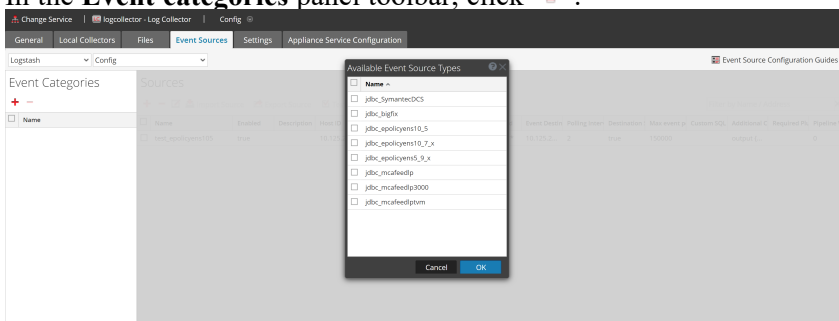 In the Event categories panel toolbar, click
Change Service logcollector - Log Collector Config
General Local Collectors Files Event Sources Settings Appliance Service Configuration
Logstash Config Event Source Configuration Guides
Event Categories
Sources
Name
Available Event Source Types
Name
jdbc_SymantecDCS
jdbc_bigfix
jdbc_epolicyens10_5
jdbc_epolicyens10_7_x
jdbc_epolicyens5_9_x
jdbc_mcafeedlp
jdbc_mcafeedlp3000
jdbc_mcafeedlptvm
Cancel OK